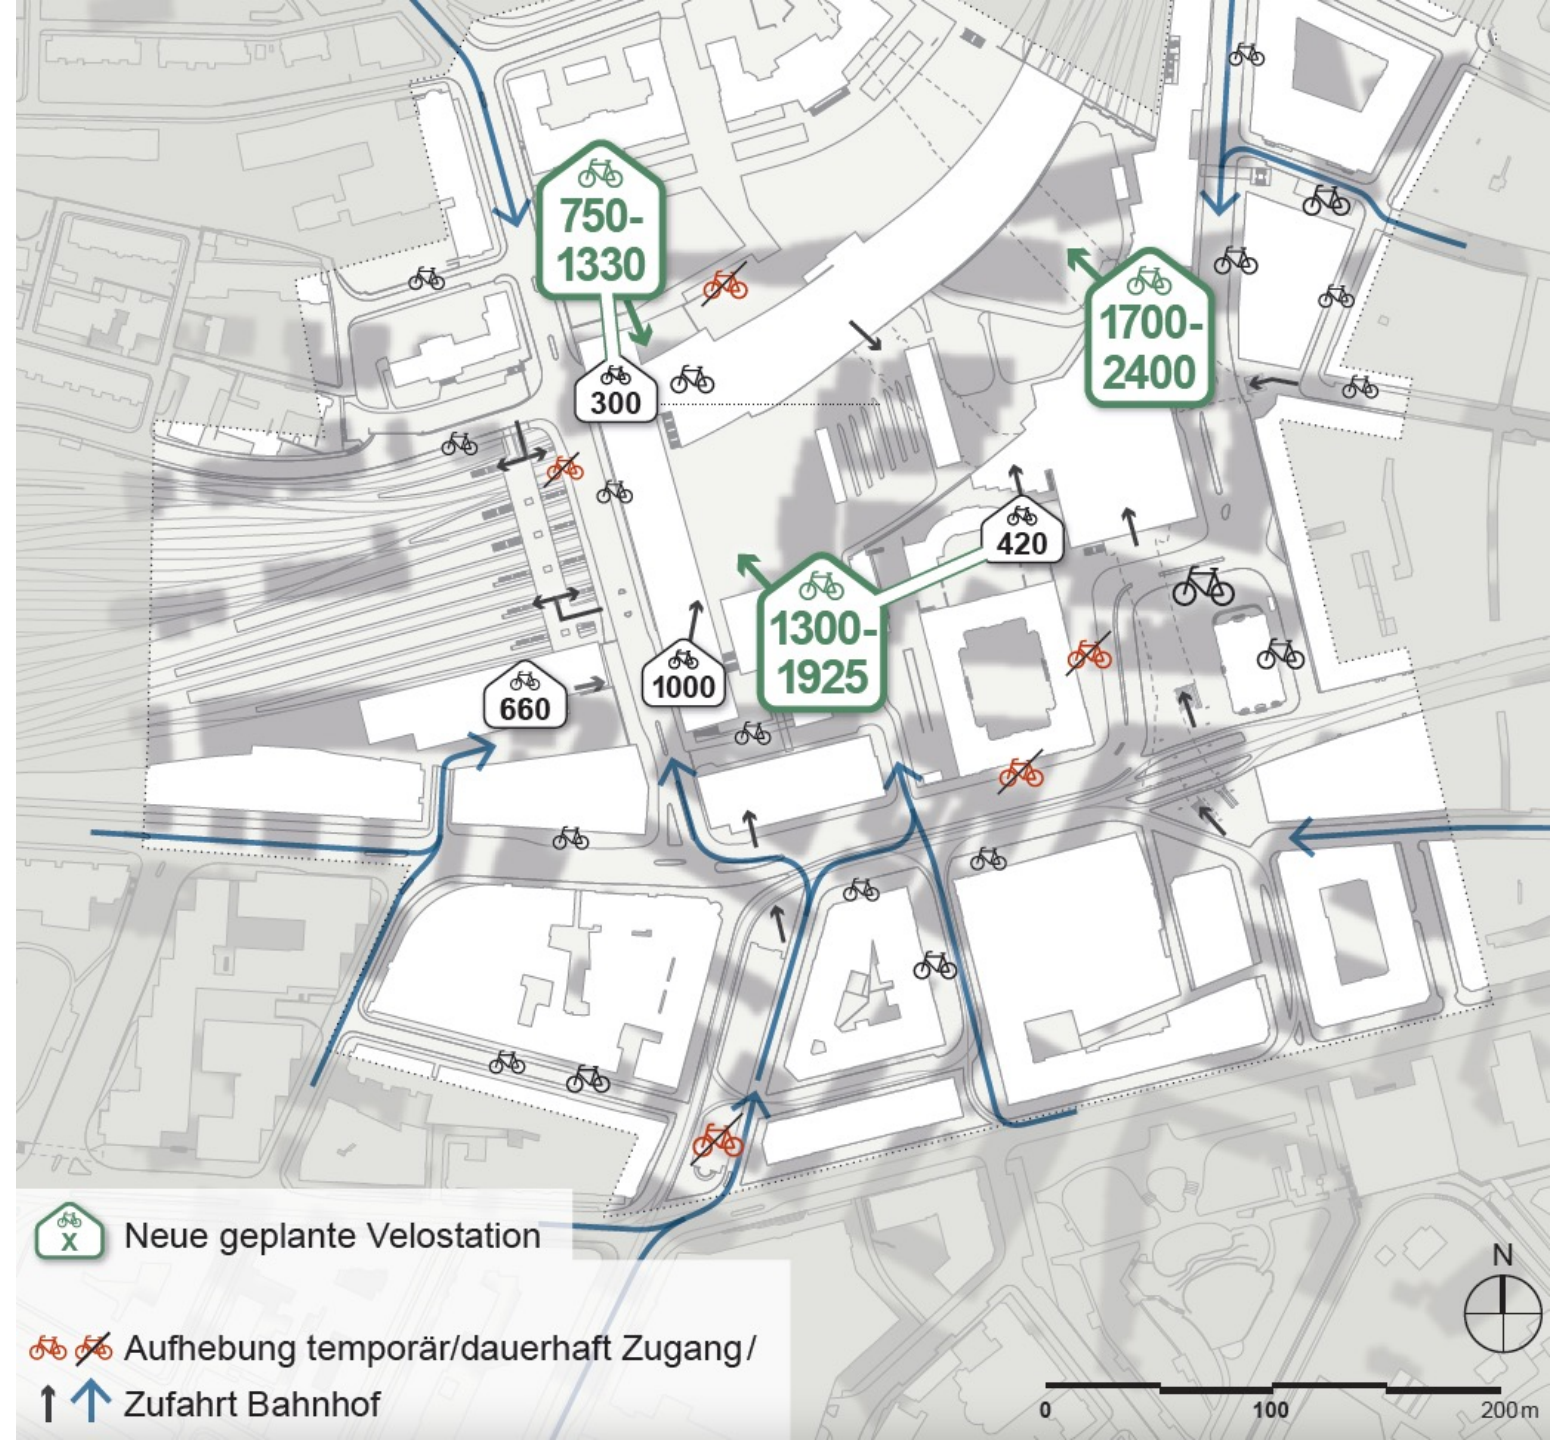 750-
1330
1700-
2400
300
420
1300-
1925
1000
660
X
Neue geplante Velostation
Aufhebung temporär/dauerhaft Zugang/
Zufahrt Bahnhof
N
0
100
200m